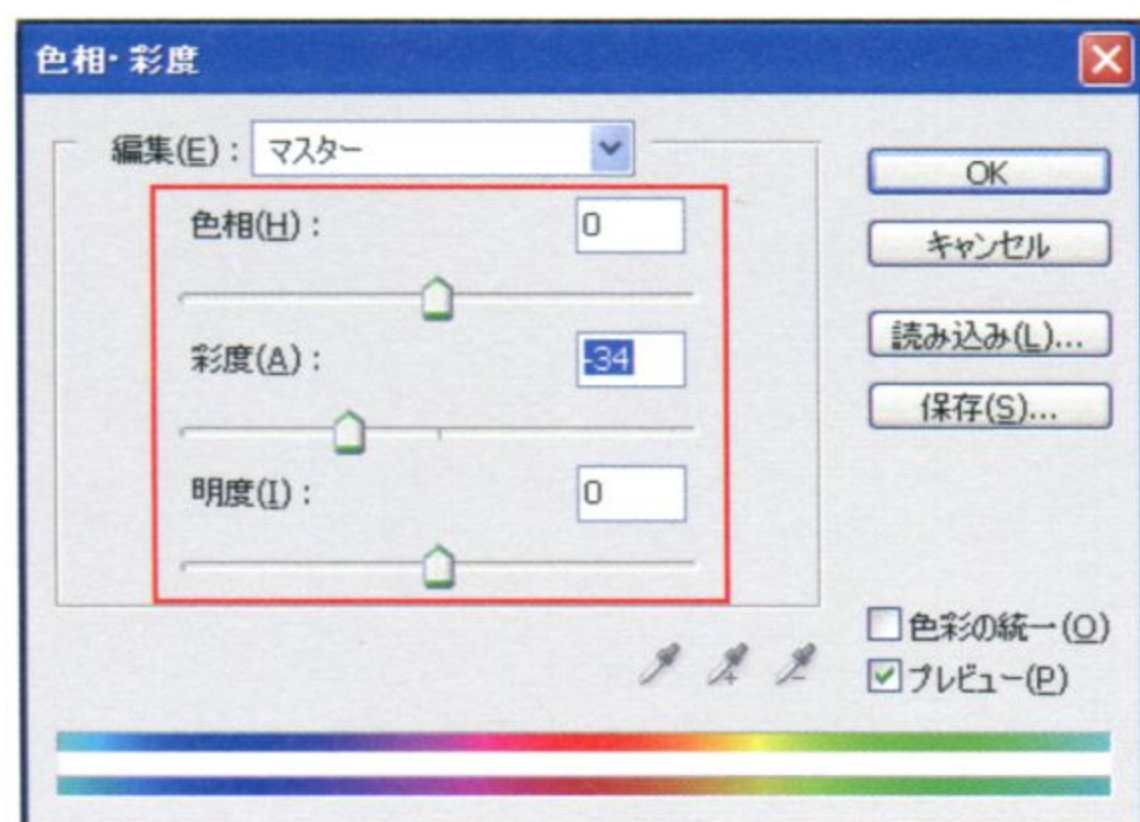 色相・彩度
編集(E)： マスター
色相(H)： 0
彩度(A)： -34
明度(I)： 0
OK
キャンセル
読み込み(L)...
保存(S)...
色彩の統一(O)
プレビュー(P)